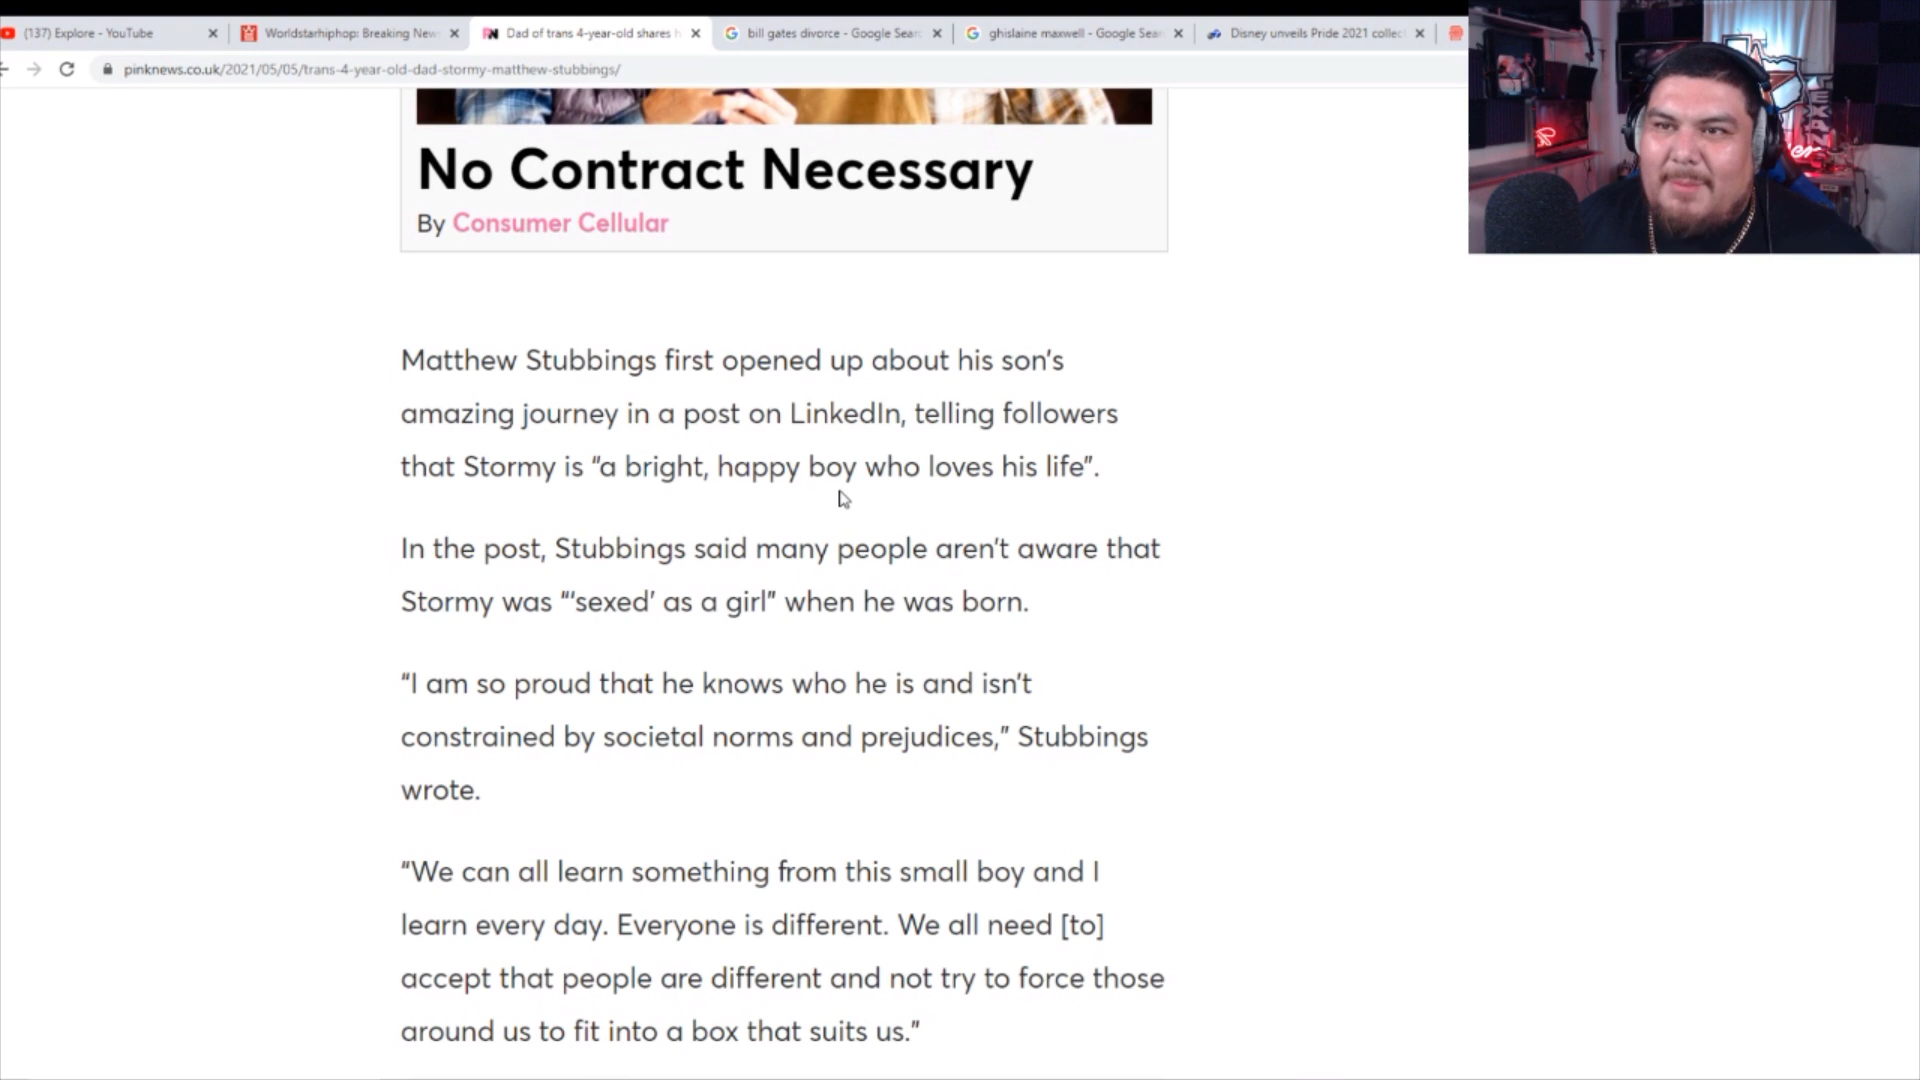 (137) Explore - YouTube
Worldstarhiphop: Breaking New
Dad of trans 4-year-old shares h
bill gates divorce - Google Sear
ghislaine maxwell - Google Sear
Disney unveils Pride 2021 collec
pinknews.co.uk/2021/05/05/trans-4-year-old-dad-stormy-matthew-stubbings/
No Contract Necessary
By Consumer Cellular
Matthew Stubbings first opened up about his son’s
amazing journey in a post on LinkedIn, telling followers
that Stormy is “a bright, happy boy who loves his life”.
In the post, Stubbings said many people aren’t aware that
Stormy was “‘sexed’ as a girl” when he was born.
“I am so proud that he knows who he is and isn’t
constrained by societal norms and prejudices,” Stubbings
wrote.
“We can all learn something from this small boy and I
learn every day. Everyone is different. We all need [to]
accept that people are different and not try to force those
around us to fit into a box that suits us.”